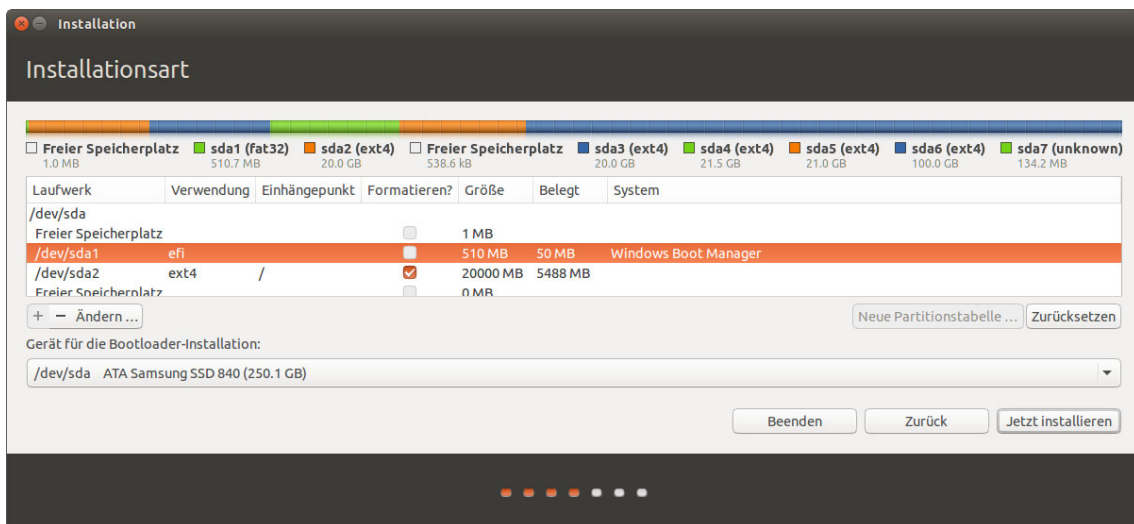 Installation
Installationsart
Freier Speicherplatz sda1 (fat32) sda2 (ext4) Freier Speicherplatz sda3 (ext4) sda4 (ext4) sda5 (ext4) sda6 (ext4) sda7 (unknown)
1.0 MB 510.7 MB 20.0 GB 538.6 kB 20.0 GB 21.5 GB 21.0 GB 100.0 GB 134.2 MB
Laufwerk Verwendung Einhängepunkt Formatieren? Größe Belegt System
/dev/sda
Freier Speicherplatz 1 MB
/dev/sda1 efi 510 MB 50 MB Windows Boot Manager
/dev/sda2 ext4 / 20000 MB 5488 MB
Freier Speicherplatz 0 MB
+ − Ändern ... Neue Partitionstabelle ... Zurücksetzen
Gerät für die Bootloader-Installation:
/dev/sda ATA Samsung SSD 840 (250.1 GB)
Beenden Zurück Jetzt installieren